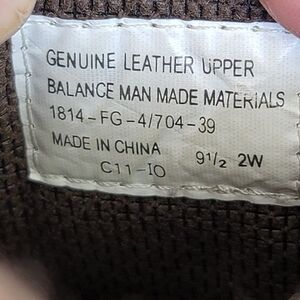 GENUINE LEATHER UPPER
BALANCE MAN MADE MATERIALS
1814-FG-4/704-39
MADE IN CHINA 9½ 2W
C11-IO